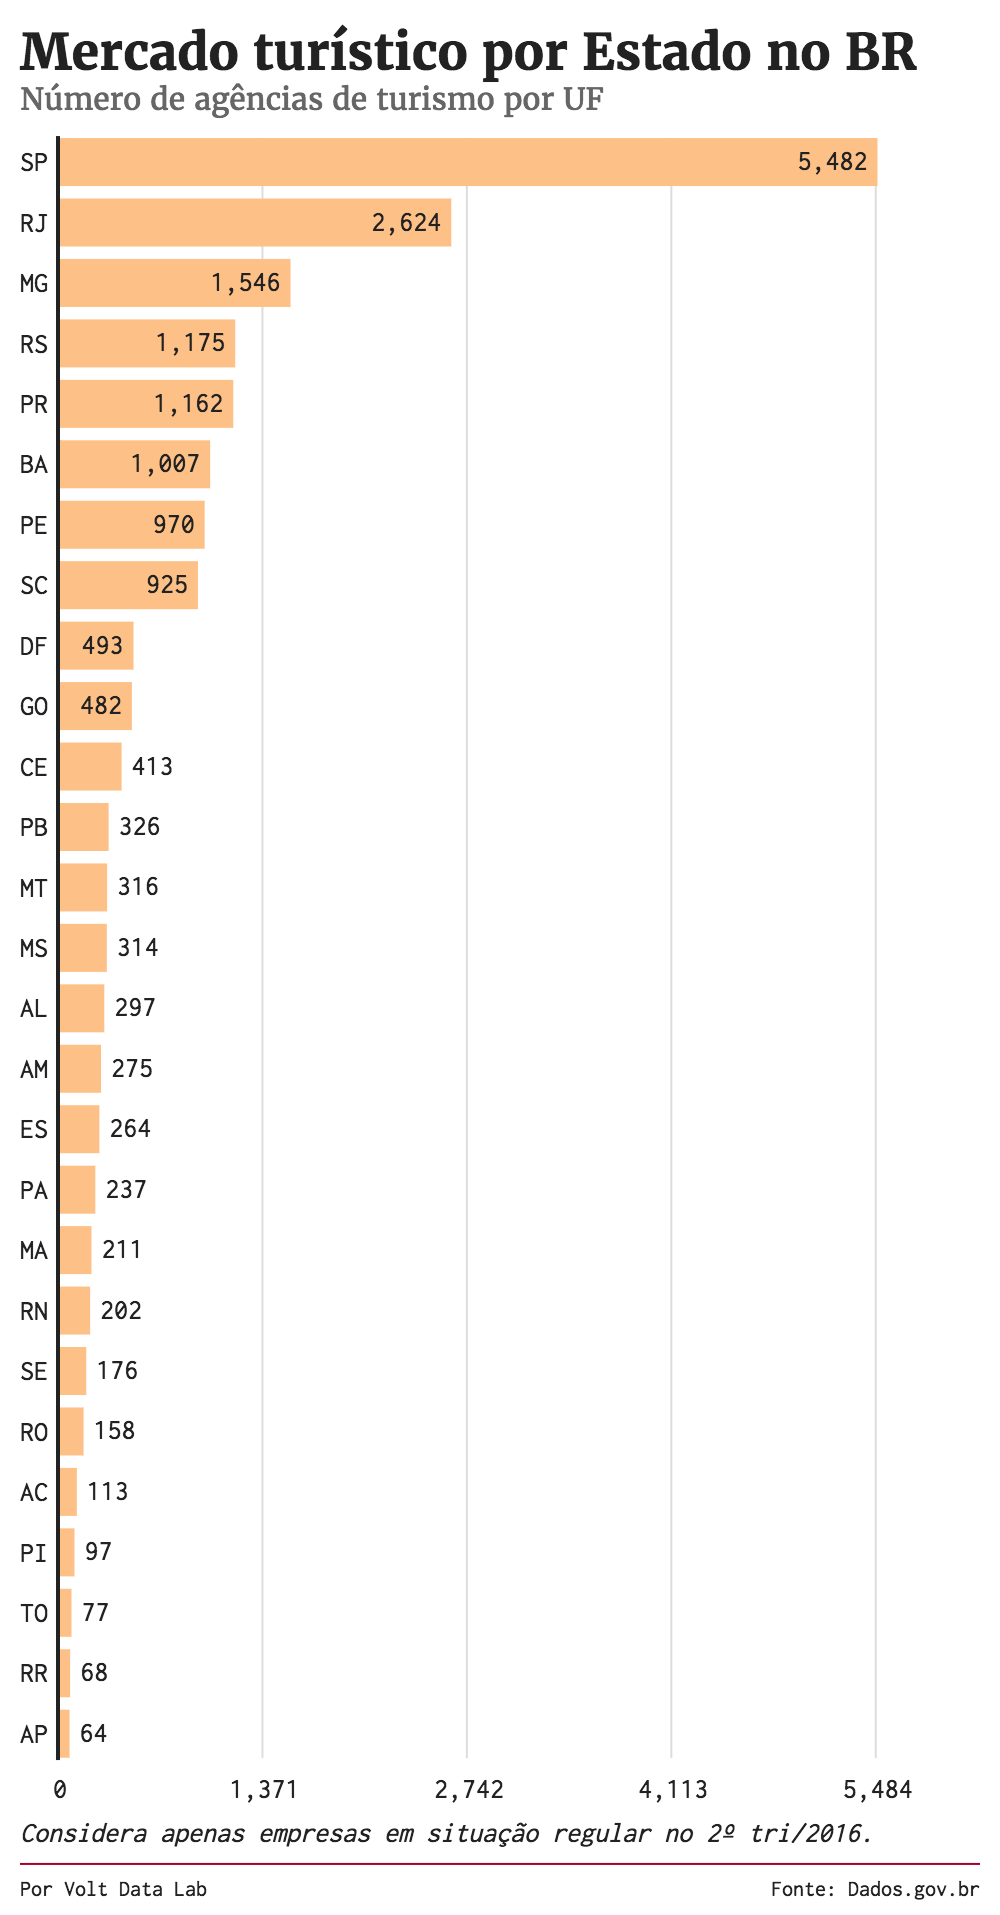 Mercado turístico por Estado no BR
Número de agências de turismo por UF
SP 5,482
RJ 2,624
MG 1,546
RS 1,175
PR 1,162
BA 1,007
PE 970
SC 925
DF 493
GO 482
CE 413
PB 326
MT 316
MS 314
AL 297
AM 275
ES 264
PA 237
MA 211
RN 202
SE 176
RO 158
AC 113
PI 97
TO 77
RR 68
AP 64
0 1,371 2,742 4,113 5,484
Considera apenas empresas em situação regular no 2º tri/2016.
Por Volt Data Lab Fonte: Dados.gov.br